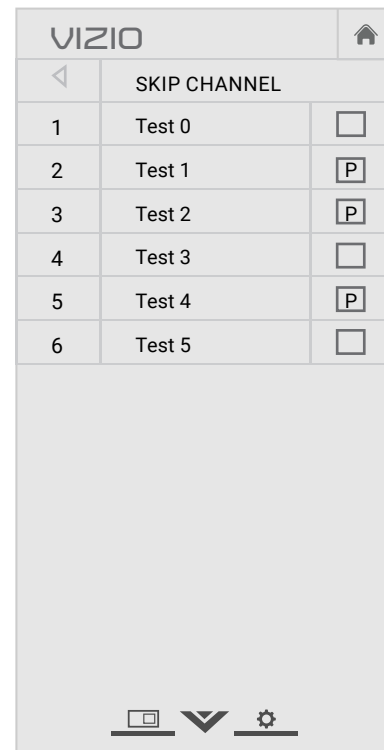 VIZIO
SKIP CHANNEL
1 Test 0
2 Test 1 P
3 Test 2 P
4 Test 3
5 Test 4 P
6 Test 5